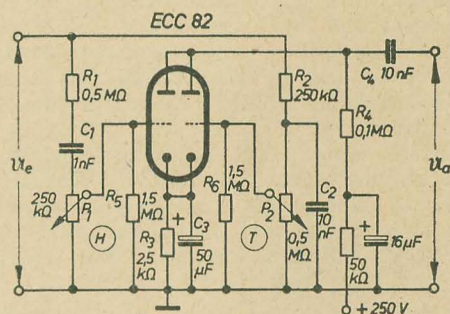 ECC 82
R1
0,5 MΩ
C1
1nF
250
kΩ
P1
H
R5
1,5
MΩ
R3
2,5
kΩ
C3
50
µF
R6
1,5
MΩ
T
R2
250kΩ
P2
0,5
MΩ
C2
10
nF
C4 10 nF
R4
0,1MΩ
16µF
50
kΩ
+ 250 V
+
+
𝔘e
𝔘a